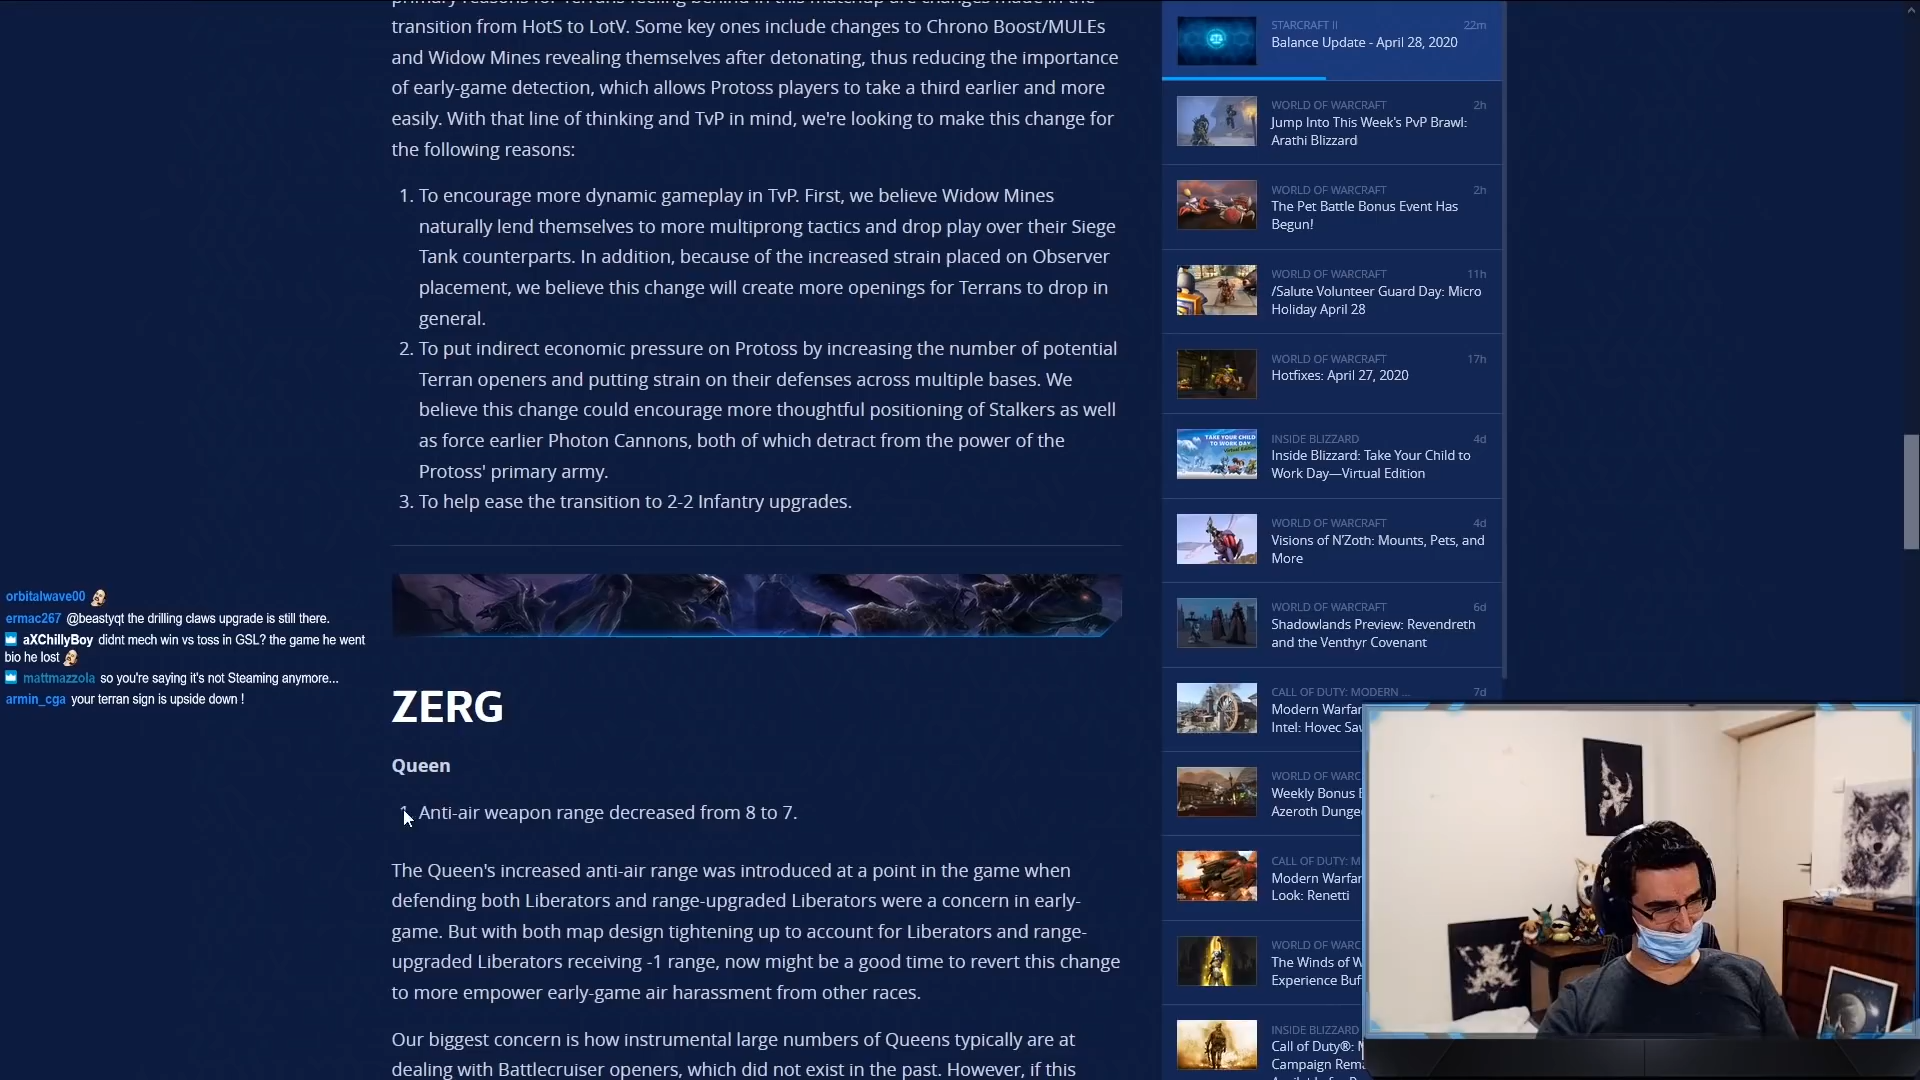 transition from HotS to LotV. Some key ones include changes to Chrono Boost/MULEs
and Widow Mines revealing themselves after detonating, thus reducing the importance
of early-game detection, which allows Protoss players to take a third earlier and more
easily. With that line of thinking and TvP in mind, we're looking to make this change for
the following reasons:
1. To encourage more dynamic gameplay in TvP. First, we believe Widow Mines
naturally lend themselves to more multiprong tactics and drop play over their Siege
Tank counterparts. In addition, because of the increased strain placed on Observer
placement, we believe this change will create more openings for Terrans to drop in
general.
2. To put indirect economic pressure on Protoss by increasing the number of potential
Terran openers and putting strain on their defenses across multiple bases. We
believe this change could encourage more thoughtful positioning of Stalkers as well
as force earlier Photon Cannons, both of which detract from the power of the
Protoss' primary army.
3. To help ease the transition to 2-2 Infantry upgrades.
ZERG
Queen
1. Anti-air weapon range decreased from 8 to 7.
The Queen's increased anti-air range was introduced at a point in the game when
defending both Liberators and range-upgraded Liberators were a concern in early-
game. But with both map design tightening up to account for Liberators and range-
upgraded Liberators receiving -1 range, now might be a good time to revert this change
to more empower early-game air harassment from other races.
Our biggest concern is how instrumental large numbers of Queens typically are at
dealing with Battlecruiser openers, which did not exist in the past. However, if this
orbitalwave00
ermac267 @beastyqt the drilling claws upgrade is still there.
aXChillyBoy didnt mech win vs toss in GSL? the game he went
bio he lost
mattmazzola so you're saying it's not Steaming anymore...
armin_cga your terran sign is upside down !
STARCRAFT II 22m
Balance Update - April 28, 2020
WORLD OF WARCRAFT 2h
Jump Into This Week's PvP Brawl:
Arathi Blizzard
WORLD OF WARCRAFT 2h
The Pet Battle Bonus Event Has
Begun!
WORLD OF WARCRAFT 11h
/Salute Volunteer Guard Day: Micro
Holiday April 28
WORLD OF WARCRAFT 17h
Hotfixes: April 27, 2020
TAKE YOUR CHILD
TO WORK DAY
INSIDE BLIZZARD 4d
Inside Blizzard: Take Your Child to
Work Day—Virtual Edition
WORLD OF WARCRAFT 4d
Visions of N'Zoth: Mounts, Pets, and
More
WORLD OF WARCRAFT 6d
Shadowlands Preview: Revendreth
and the Venthyr Covenant
CALL OF DUTY: MODERN ... 7d
Modern Warfar
Intel: Hovec Sav
WORLD OF WARC
Weekly Bonus E
Azeroth Dunge
CALL OF DUTY: M
Modern Warfar
Look: Renetti
WORLD OF WARC
The Winds of W
Experience Buf
INSIDE BLIZZARD
Call of Duty®: M
Campaign Rema